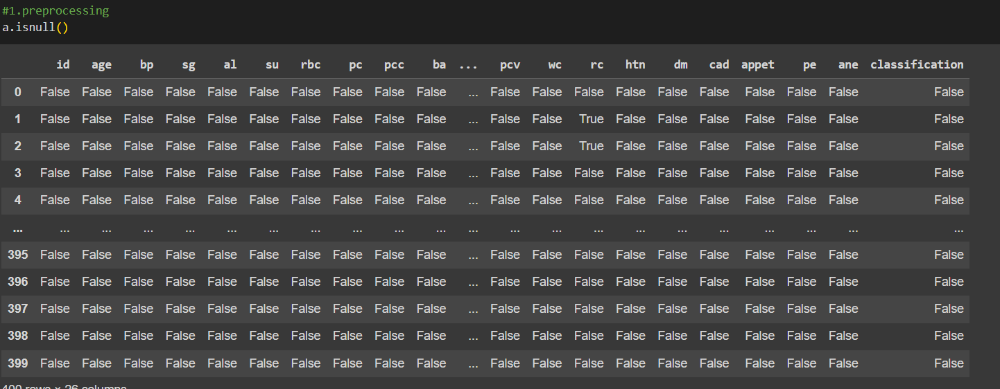 #1.preprocessing
a.isnull()
id age bp sg al su rbc pc pcc ba ... pcv wc rc htn dm cad appet pe ane classification
0 False False False False False False False False False False ... False False False False False False False False False False
1 False False False False False False False False False False ... False False True False False False False False False False
2 False False False False False False False False False False ... False False True False False False False False False False
3 False False False False False False False False False False ... False False False False False False False False False False
4 False False False False False False False False False False ... False False False False False False False False False False
... ... ... ... ... ... ... ... ... ... ... ... ... ... ... ... ... ... ... ... ... ...
395 False False False False False False False False False False ... False False False False False False False False False False
396 False False False False False False False False False False ... False False False False False False False False False False
397 False False False False False False False False False False ... False False False False False False False False False False
398 False False False False False False False False False False ... False False False False False False False False False False
399 False False False False False False False False False False ... False False False False False False False False False False
400 rows × 26 columns